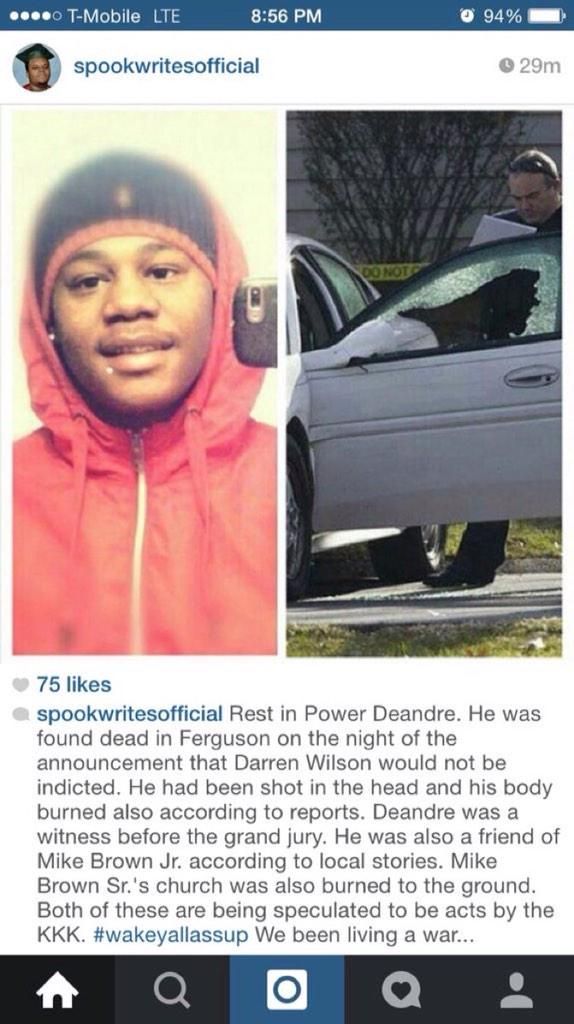 T-Mobile LTE 8:56 PM 94%
spookwritesofficial 29m
DO NOT C
75 likes
spookwritesofficial Rest in Power Deandre. He was
found dead in Ferguson on the night of the
announcement that Darren Wilson would not be
indicted. He had been shot in the head and his body
burned also according to reports. Deandre was a
witness before the grand jury. He was also a friend of
Mike Brown Jr. according to local stories. Mike
Brown Sr.'s church was also burned to the ground.
Both of these are being speculated to be acts by the
KKK. #wakeyallassup We been living a war...